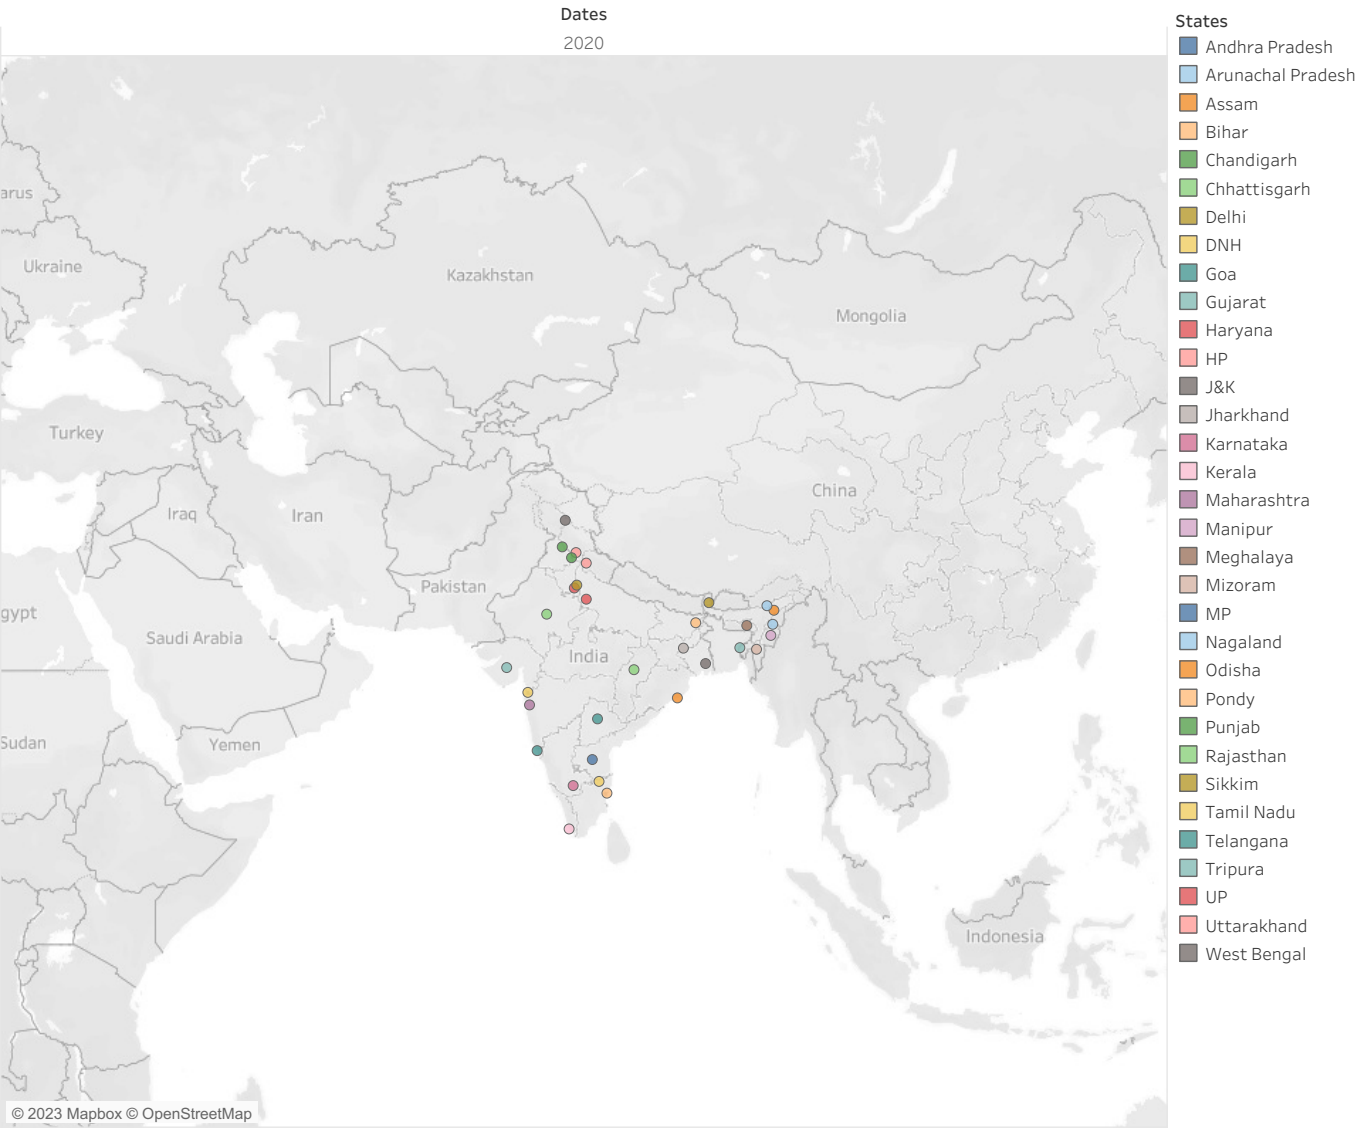 Dates
2020
States
Andhra Pradesh
Arunachal Pradesh
Assam
Bihar
Chandigarh
Chhattisgarh
Delhi
DNH
Goa
Gujarat
Haryana
HP
J&K
Jharkhand
Karnataka
Kerala
Maharashtra
Manipur
Meghalaya
Mizoram
MP
Nagaland
Odisha
Pondy
Punjab
Rajasthan
Sikkim
Tamil Nadu
Telangana
Tripura
UP
Uttarakhand
West Bengal
arus
Ukraine
Kazakhstan
Mongolia
Turkey
China
Iraq
Iran
Pakistan
gypt
Saudi Arabia
India
Sudan
Yemen
Indonesia
© 2023 Mapbox © OpenStreetMap